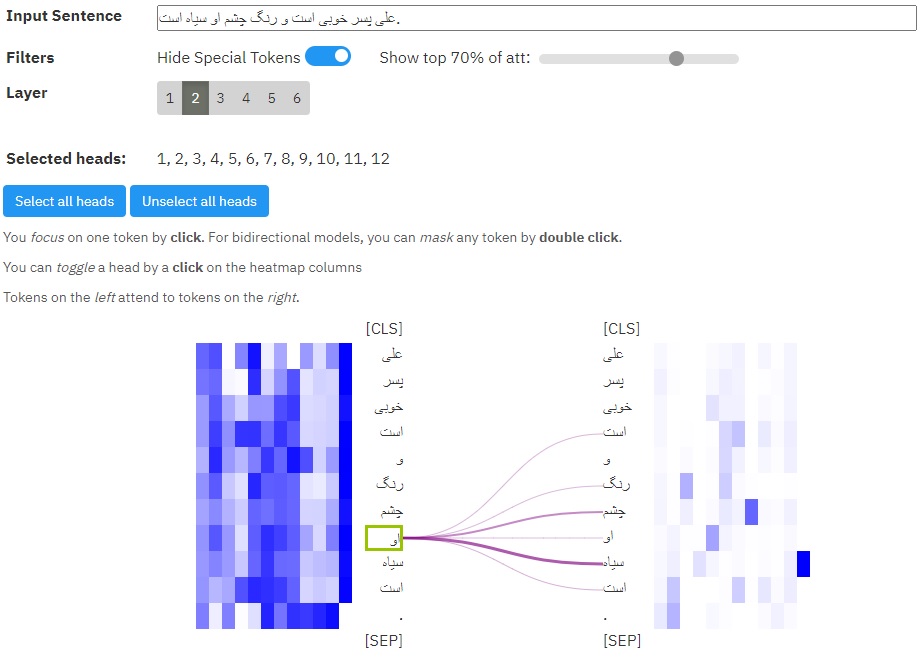 Input Sentence
علی پسر خوبی است و رنگ چشم او سیاه است.
Filters
Hide Special Tokens
Show top 70% of att:
Layer
1 2 3 4 5 6
Selected heads:
1, 2, 3, 4, 5, 6, 7, 8, 9, 10, 11, 12
Select all heads
Unselect all heads
You focus on one token by click. For bidirectional models, you can mask any token by double click.
You can toggle a head by a click on the heatmap columns
Tokens on the left attend to tokens on the right.
[CLS] [CLS]
علی علی
پسر پسر
خوبی خوبی
است است
و و
رنگ رنگ
چشم چشم
او او
سیاه سیاه
است است
. .
[SEP] [SEP]